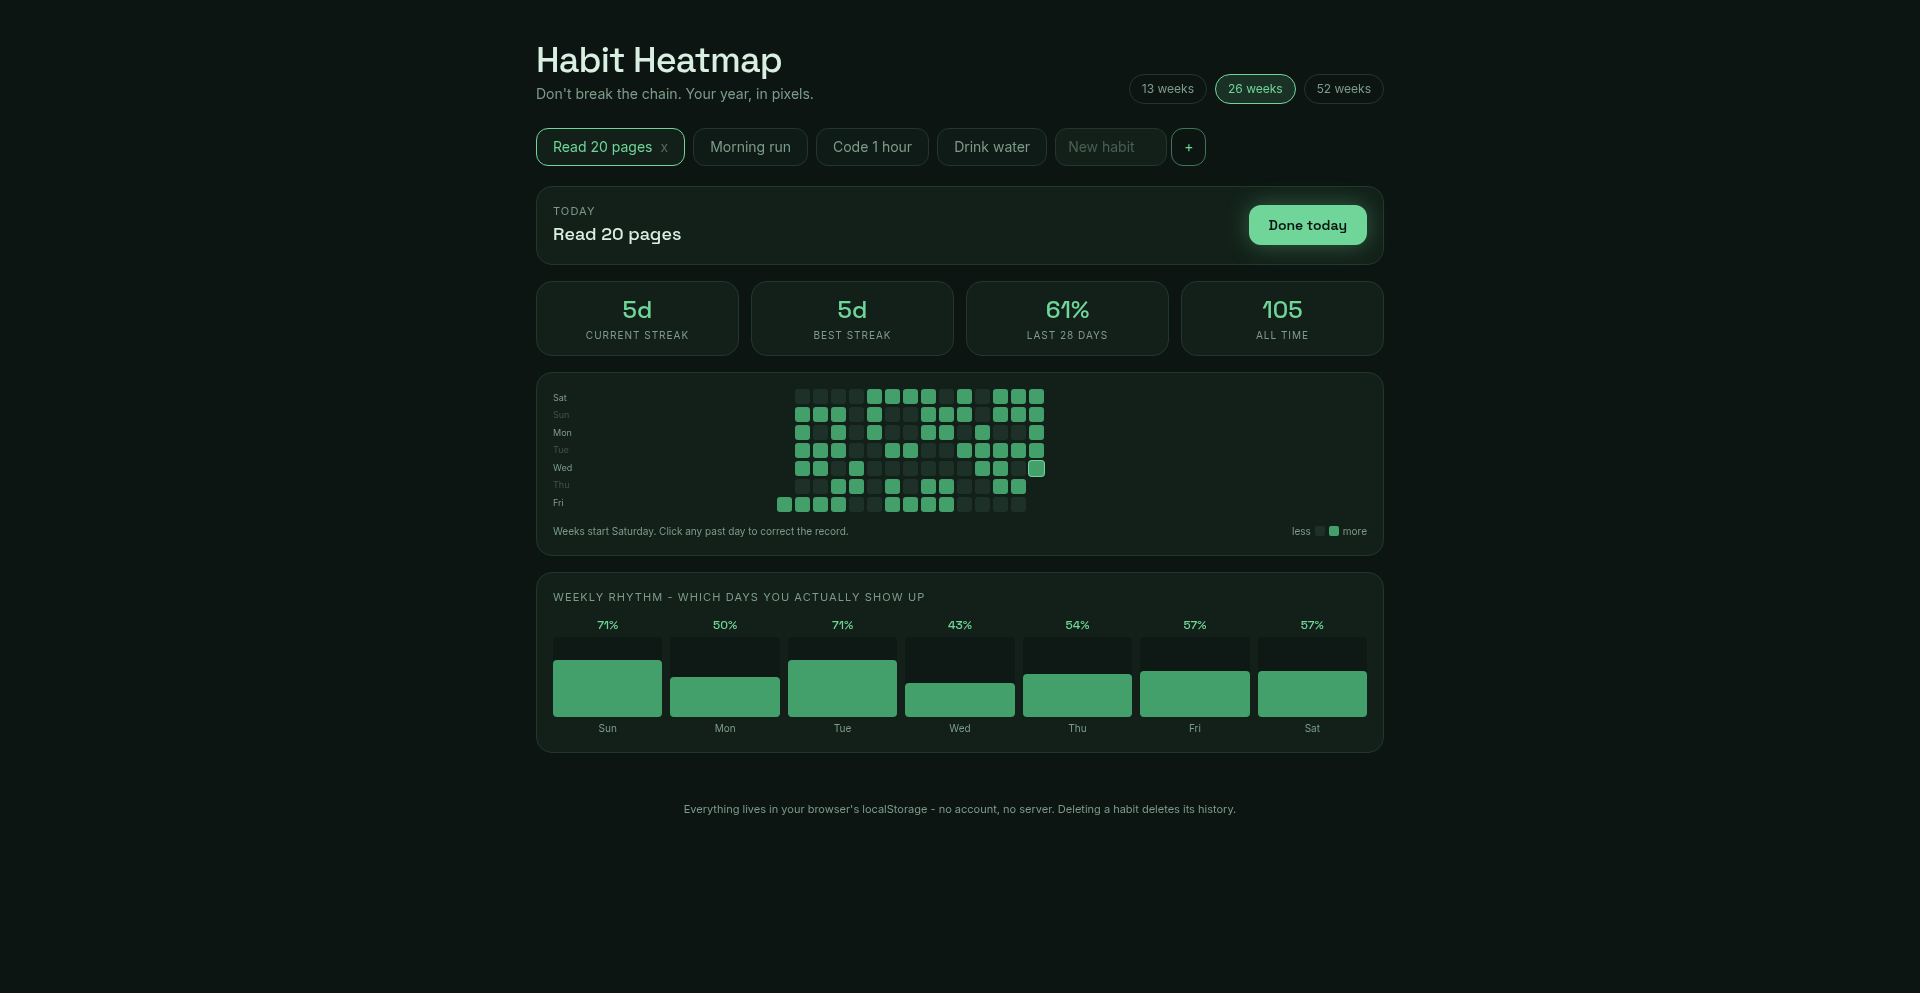 Habit Heatmap
Don't break the chain. Your year, in pixels.
13 weeks 26 weeks 52 weeks
Read 20 pages x Morning run Code 1 hour Drink water New habit +
TODAY
Read 20 pages
Done today
5d 5d 61% 105
CURRENT STREAK BEST STREAK LAST 28 DAYS ALL TIME
Sat
Sun
Mon
Tue
Wed
Thu
Fri
Weeks start Saturday. Click any past day to correct the record. less more
WEEKLY RHYTHM - WHICH DAYS YOU ACTUALLY SHOW UP
71% 50% 71% 43% 54% 57% 57%
Sun Mon Tue Wed Thu Fri Sat
Everything lives in your browser's localStorage - no account, no server. Deleting a habit deletes its history.